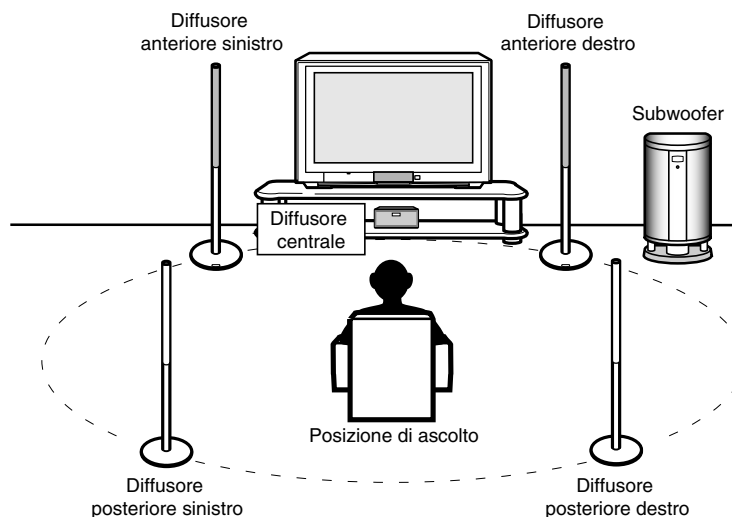 Diffusore
anteriore sinistro
Diffusore
anteriore destro
Subwoofer
Diffusore
centrale
Posizione di ascolto
Diffusore
posteriore sinistro
Diffusore
posteriore destro